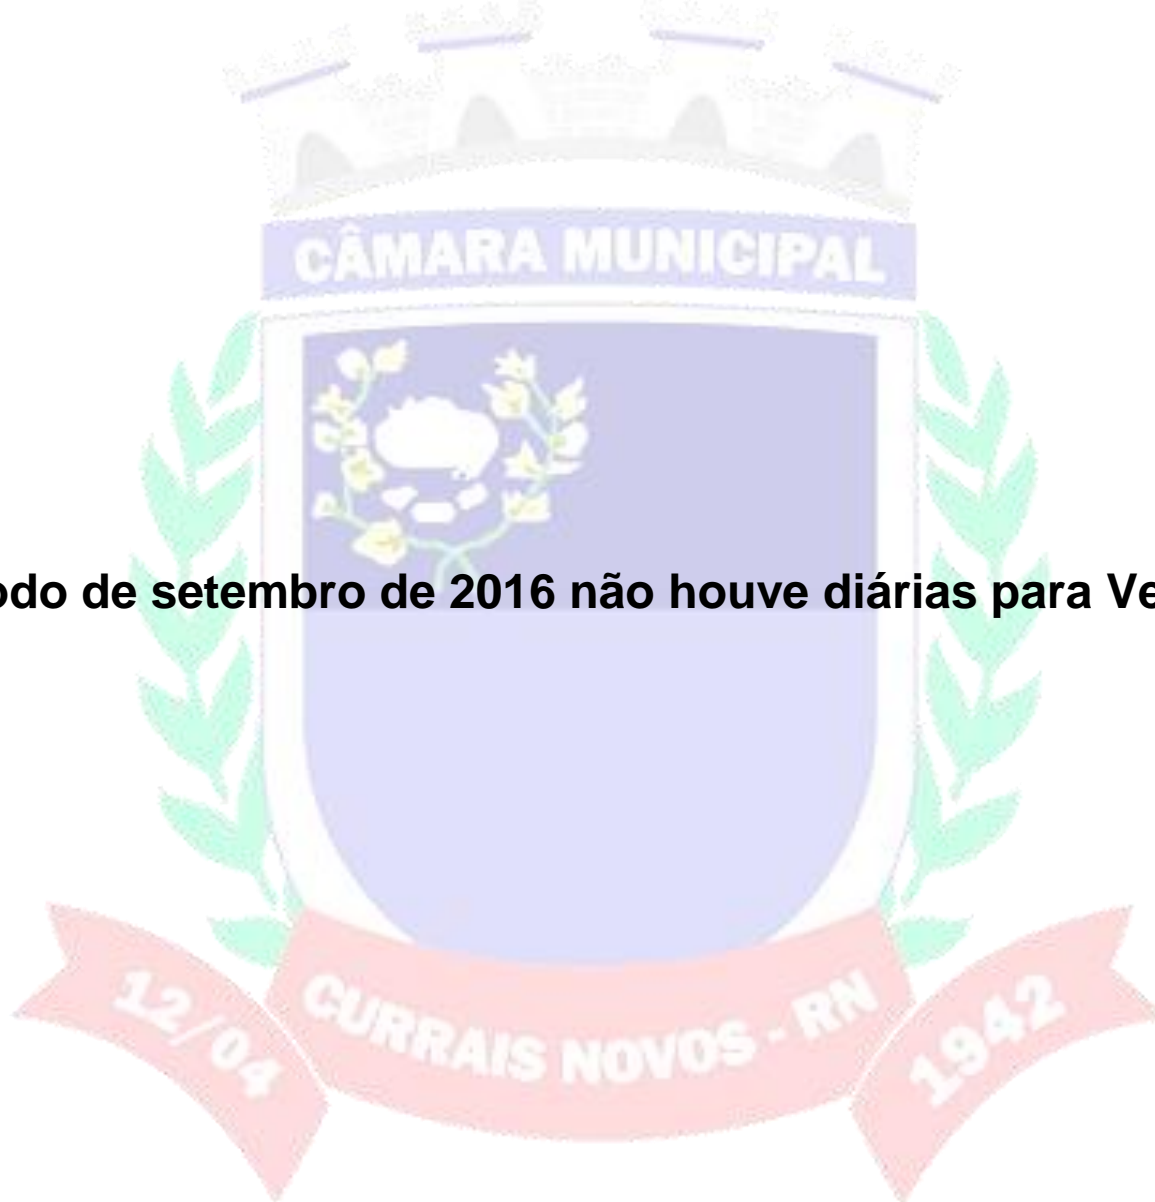 CÂMARA MUNICIPAL
odo de setembro de 2016 não houve diárias para Ve
12/04
CURRAIS NOVOS - RN
1942